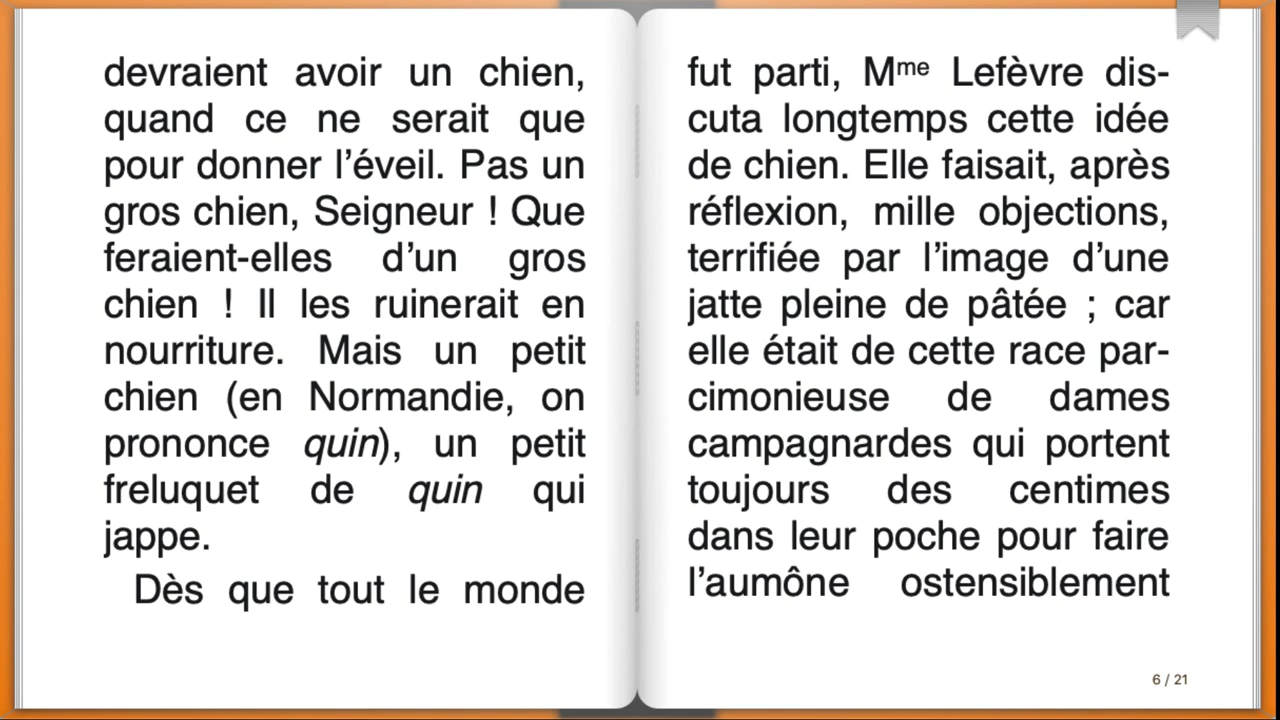 devraient avoir un chien,
quand ce ne serait que
pour donner l’éveil. Pas un
gros chien, Seigneur ! Que
feraient-elles d’un gros
chien ! Il les ruinerait en
nourriture. Mais un petit
chien (en Normandie, on
prononce quin), un petit
freluquet de quin qui
jappe.
Dès que tout le monde
fut parti, Mme Lefèvre dis-
cuta longtemps cette idée
de chien. Elle faisait, après
réflexion, mille objections,
terrifiée par l’image d’une
jatte pleine de pâtée ; car
elle était de cette race par-
cimonieuse de dames
campagnardes qui portent
toujours des centimes
dans leur poche pour faire
l’aumône ostensiblement
6 / 21